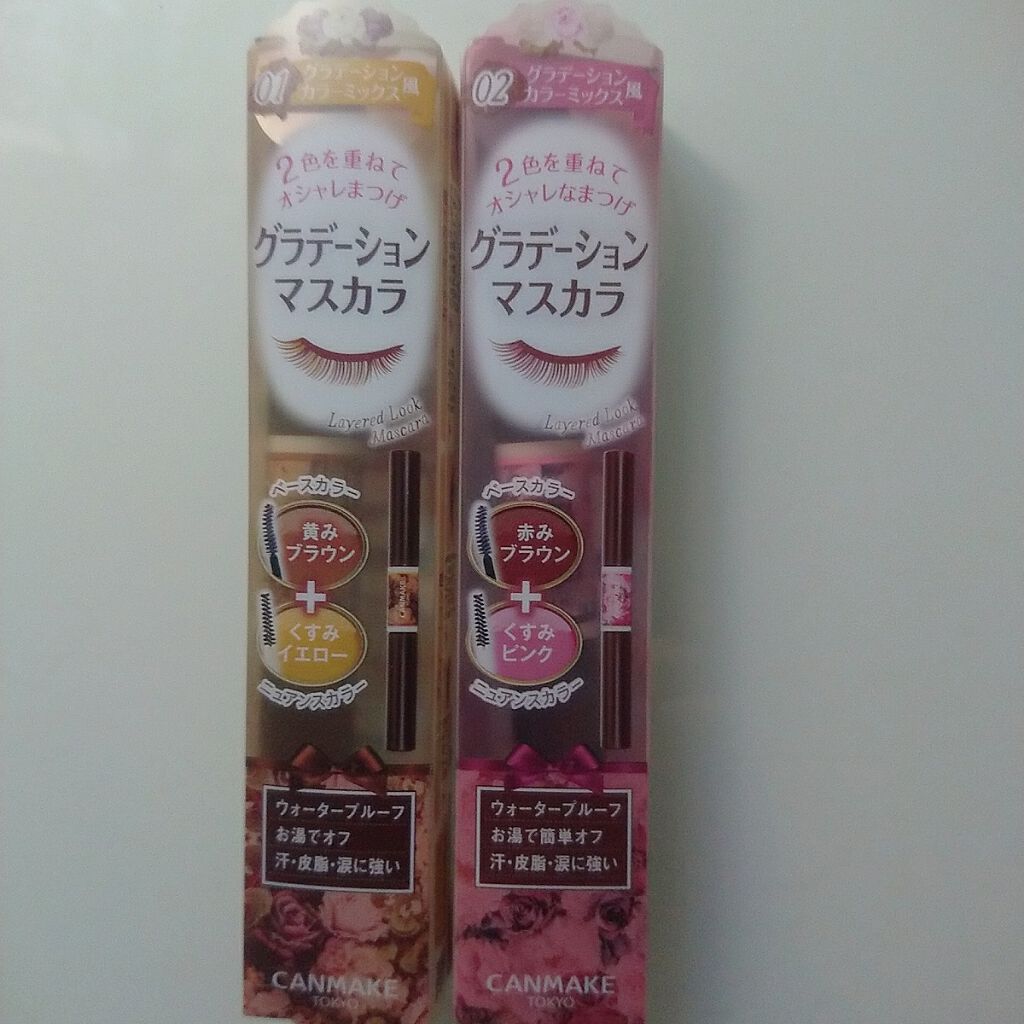 01
グラデーション
カラーミックス風
2色を重ねて
オシャレまつげ
グラデーション
マスカラ
Layered Look
Mascara
ベースカラー
黄み
ブラウン
+
くすみ
イエロー
ニュアンスカラー
CANMAKE
ウォータープルーフ
お湯でオフ
汗・皮脂・涙に強い
CANMAKE
TOKYO
02
グラデーション
カラーミックス風
2色を重ねて
オシャレなまつげ
グラデーション
マスカラ
Layered Look
Mascara
ベースカラー
赤み
ブラウン
+
くすみ
ピンク
ニュアンスカラー
ウォータープルーフ
お湯で簡単オフ
汗・皮脂・涙に強い
CANMAKE
TOKYO